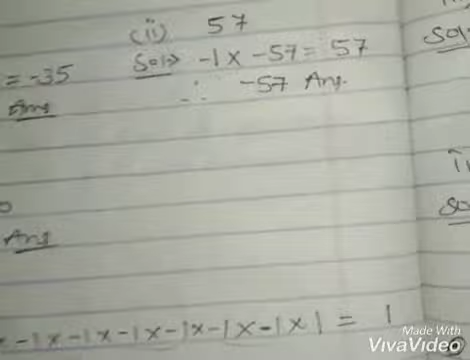 (ii) 57
= -35 Sol⇒ -1 x -57 = 57
Ans ∴ -57 Ans.
Ans
x -1 x -1 x -1 x -1 x -1 x -1 x 1 = 1
Made With
VivaVideo